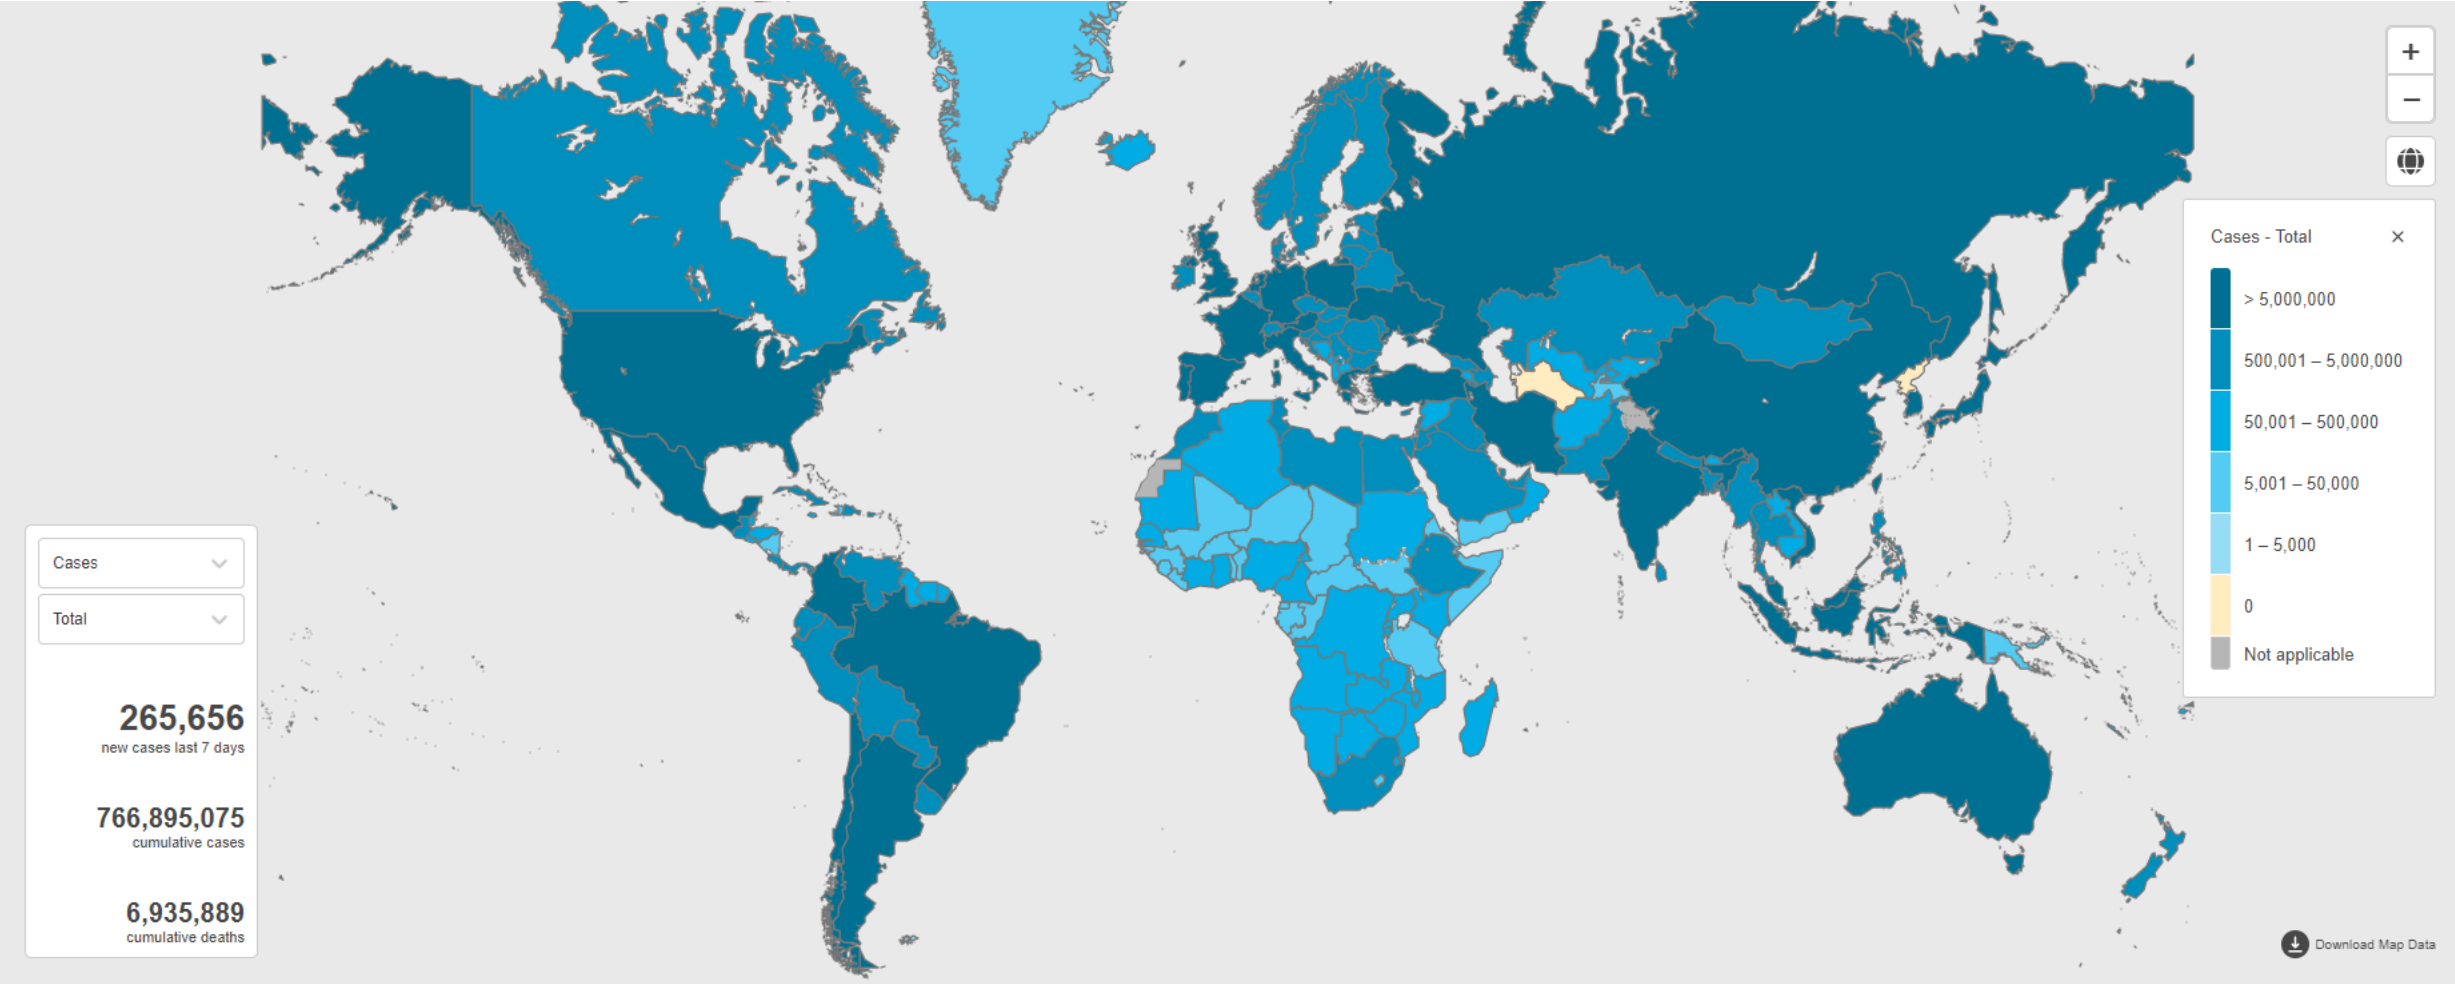 +
−
Cases - Total ×
> 5,000,000
500,001 – 5,000,000
50,001 – 500,000
5,001 – 50,000
1 – 5,000
0
Not applicable
Cases
Total
265,656
new cases last 7 days
766,895,075
cumulative cases
6,935,889
cumulative deaths
Download Map Data